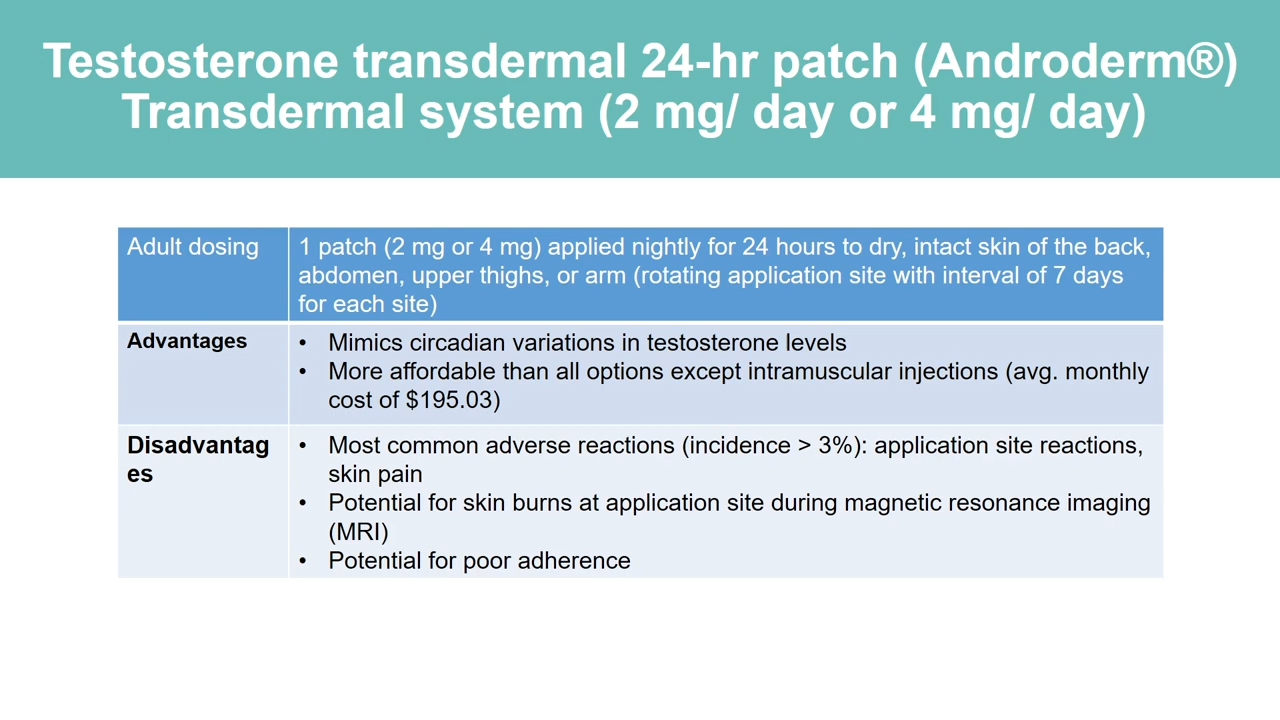 Testosterone transdermal 24-hr patch (Androderm®)
Transdermal system (2 mg/ day or 4 mg/ day)
Adult dosing
1 patch (2 mg or 4 mg) applied nightly for 24 hours to dry, intact skin of the back,
abdomen, upper thighs, or arm (rotating application site with interval of 7 days
for each site)
Advantages
• Mimics circadian variations in testosterone levels
• More affordable than all options except intramuscular injections (avg. monthly
cost of $195.03)
Disadvantag
es
• Most common adverse reactions (incidence > 3%): application site reactions,
skin pain
• Potential for skin burns at application site during magnetic resonance imaging
(MRI)
• Potential for poor adherence